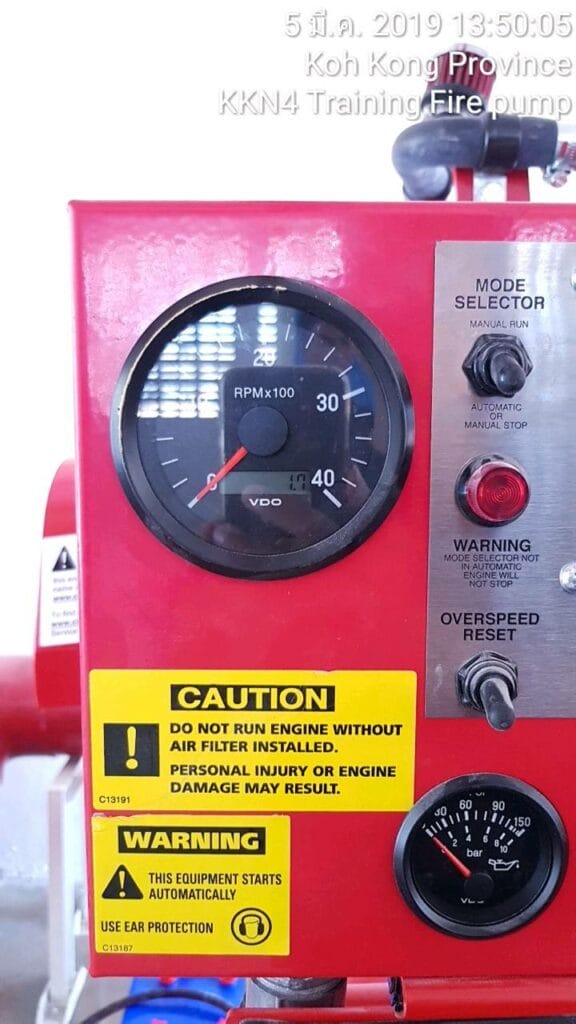 5 มี.ค. 2019 13:50:05
Koh Kong Province
KKN4 Training Fire pump
MODE
SELECTOR
MANUAL RUN
AUTOMATIC
OR
MANUAL STOP
20
10
RPMx100
30
0
40
1.7
VDO
WARNING
MODE SELECTOR NOT
IN AUTOMATIC
ENGINE WILL
NOT STOP
OVERSPEED
RESET
CAUTION
!
DO NOT RUN ENGINE WITHOUT
AIR FILTER INSTALLED.
PERSONAL INJURY OR ENGINE
DAMAGE MAY RESULT.
C13191
WARNING
!
THIS EQUIPMENT STARTS
AUTOMATICALLY
USE EAR PROTECTION
C13187
30 60 90 150
2 4 6 8 10
bar